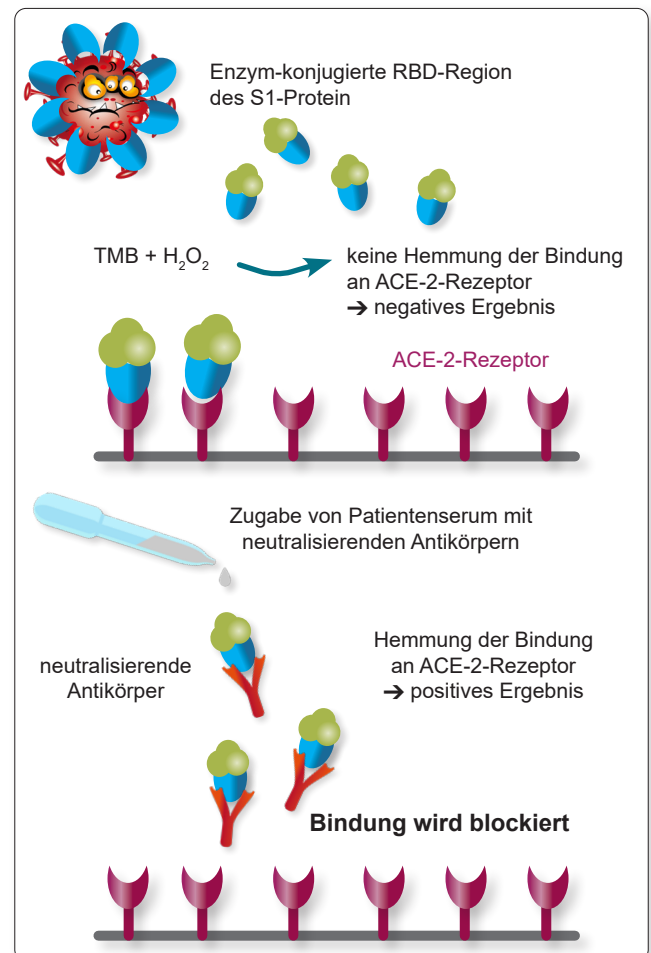 Enzym-konjugierte RBD-Region
des S1-Protein
TMB + H₂O₂
keine Hemmung der Bindung
an ACE-2-Rezeptor
➔ negatives Ergebnis
ACE-2-Rezeptor
Zugabe von Patientenserum mit
neutralisierenden Antikörpern
neutralisierende
Antikörper
Hemmung der Bindung
an ACE-2-Rezeptor
➔ positives Ergebnis
Bindung wird blockiert